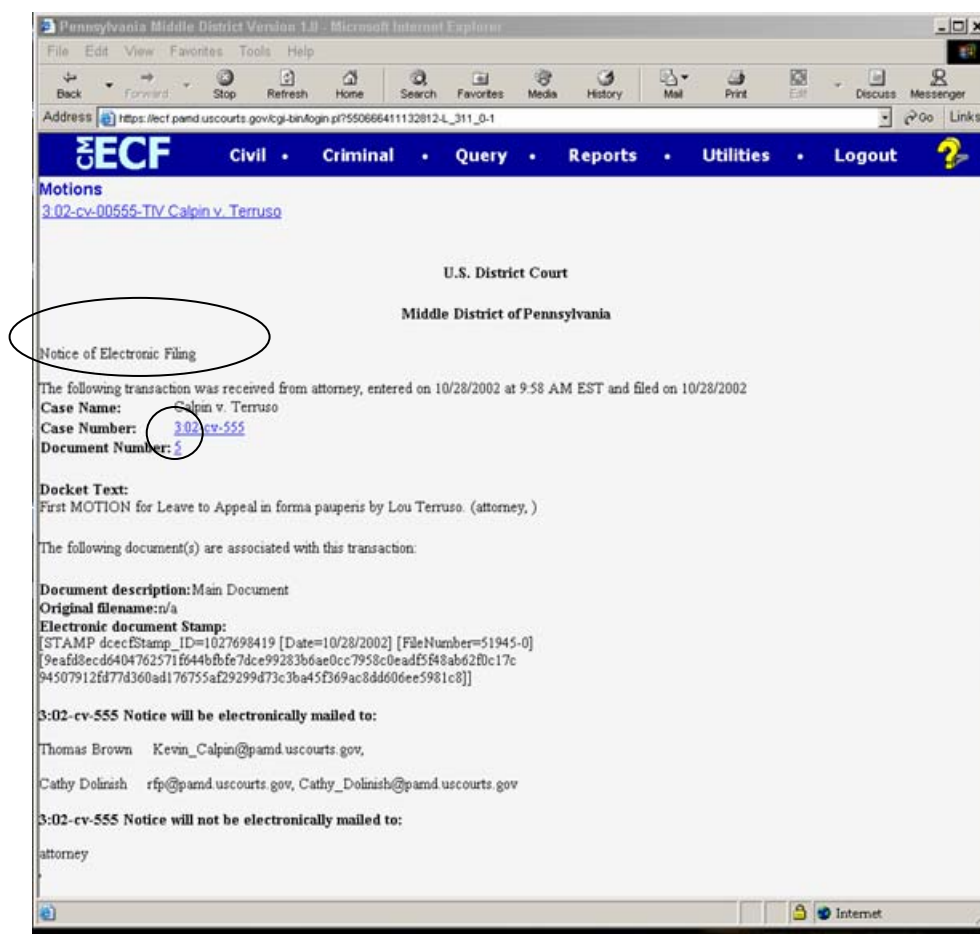 Pennsylvania Middle District Version 1.0 - Microsoft Internet Explorer
File Edit View Favorites Tools Help
Back Forward Stop Refresh Home Search Favorites Media History Mail Print Edit Discuss Messenger
Address https://ecf.pamd.uscourts.gov/cgi-bin/login.pl?550666411132812-L_311_0-1 Go Links
CM ECF Civil • Criminal • Query • Reports • Utilities • Logout ?
Motions
3:02-cv-00555-TIV Calpin v. Terruso
U.S. District Court
Middle District of Pennsylvania
Notice of Electronic Filing
The following transaction was received from attorney, entered on 10/28/2002 at 9:58 AM EST and filed on 10/28/2002
Case Name: Calpin v. Terruso
Case Number: 3:02-cv-555
Document Number: 5
Docket Text:
First MOTION for Leave to Appeal in forma pauperis by Lou Terruso. (attorney, )
The following document(s) are associated with this transaction:
Document description:Main Document
Original filename:n/a
Electronic document Stamp:
[STAMP dcecfStamp_ID=1027698419 [Date=10/28/2002] [FileNumber=51945-0]
[9eafd8ecd6404762571f644bfbfe7dce99283b6ae0cc7958c0eadf5f48ab62f0c17c
94507912fd77d360ad176755af29299d73c3ba45f369ac8dd606ee5981c8]]
3:02-cv-555 Notice will be electronically mailed to:
Thomas Brown Kevin_Calpin@pamd.uscourts.gov,
Cathy Dolinish rfp@pamd.uscourts.gov, Cathy_Dolinish@pamd.uscourts.gov
3:02-cv-555 Notice will not be electronically mailed to:
attorney
,
Internet